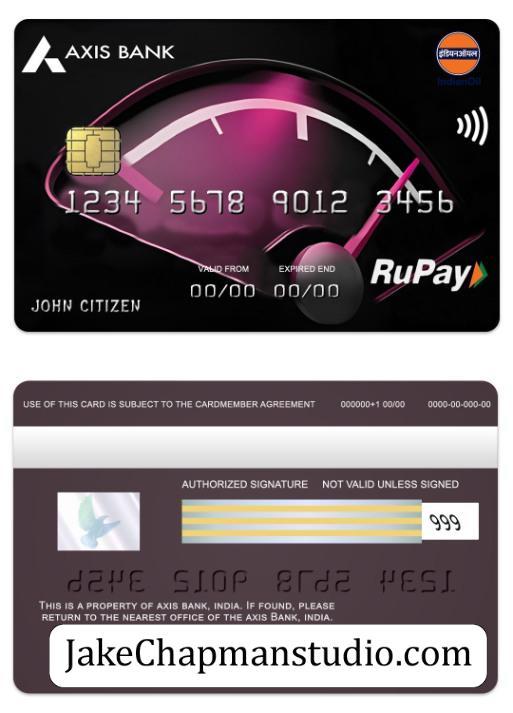 AXIS BANK
इंडियनऑयल
IndianOil
1234 5678 9012 3456
VALID FROM EXPIRED END
00/00 00/00
RuPay
JOHN CITIZEN
USE OF THIS CARD IS SUBJECT TO THE CARDMEMBER AGREEMENT 000000+1 00/00 0000-00-000-00
AUTHORIZED SIGNATURE NOT VALID UNLESS SIGNED
999
THIS IS A PROPERTY OF AXIS BANK, INDIA. IF FOUND, PLEASE
RETURN TO THE NEAREST OFFICE OF THE AXIS BANK, INDIA.
JakeChapmanstudio.com